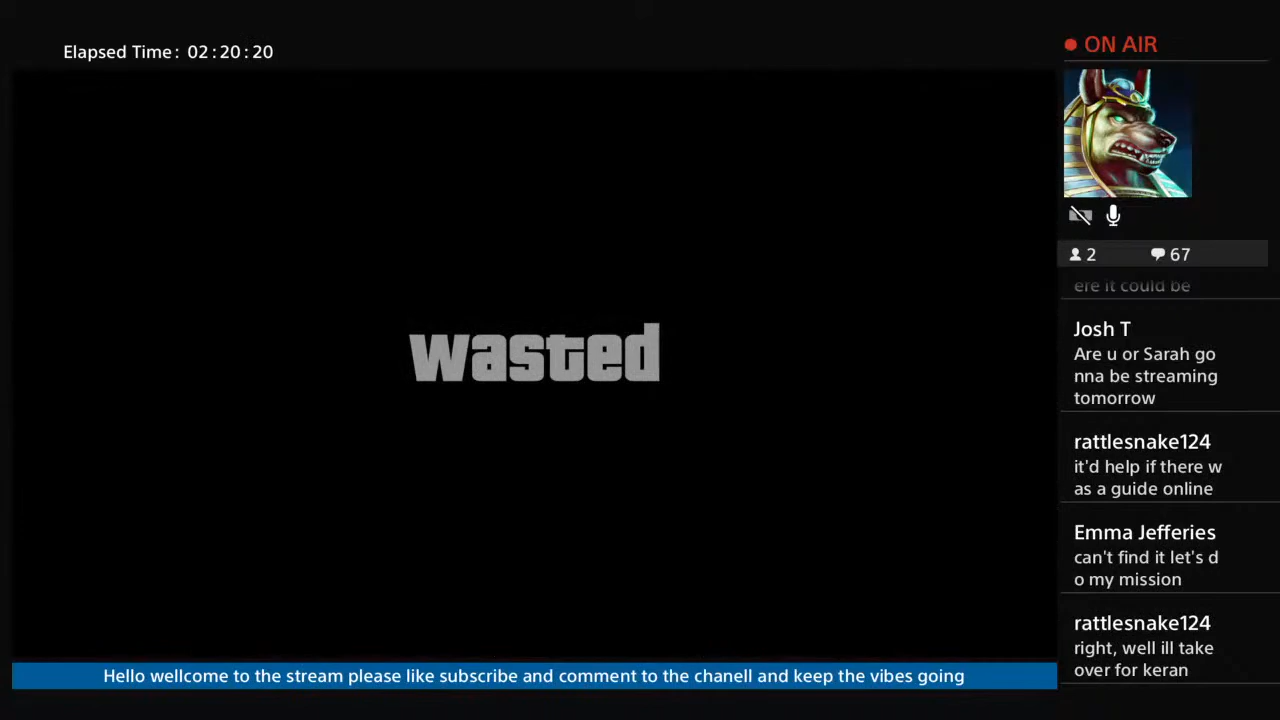 Elapsed Time: 02:20:20
ON AIR
2 67
ere it could be
Josh T
Are u or Sarah go
nna be streaming
tomorrow
rattlesnake124
it'd help if there w
as a guide online
Emma Jefferies
can't find it let's d
o my mission
rattlesnake124
right, well ill take
over for keran
wasted
Hello wellcome to the stream please like subscribe and comment to the chanell and keep the vibes going